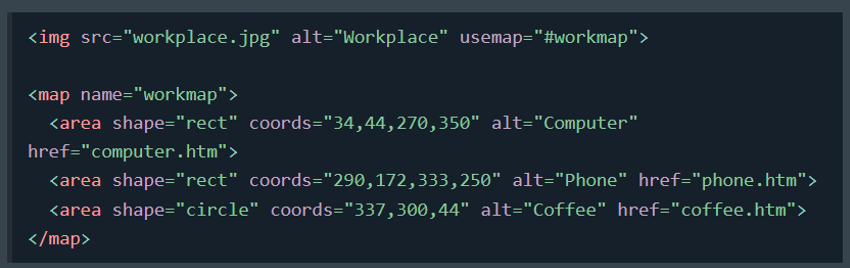 <img src="workplace.jpg" alt="Workplace" usemap="#workmap">
<map name="workmap">
<area shape="rect" coords="34,44,270,350" alt="Computer"
href="computer.htm">
<area shape="rect" coords="290,172,333,250" alt="Phone" href="phone.htm">
<area shape="circle" coords="337,300,44" alt="Coffee" href="coffee.htm">
</map>